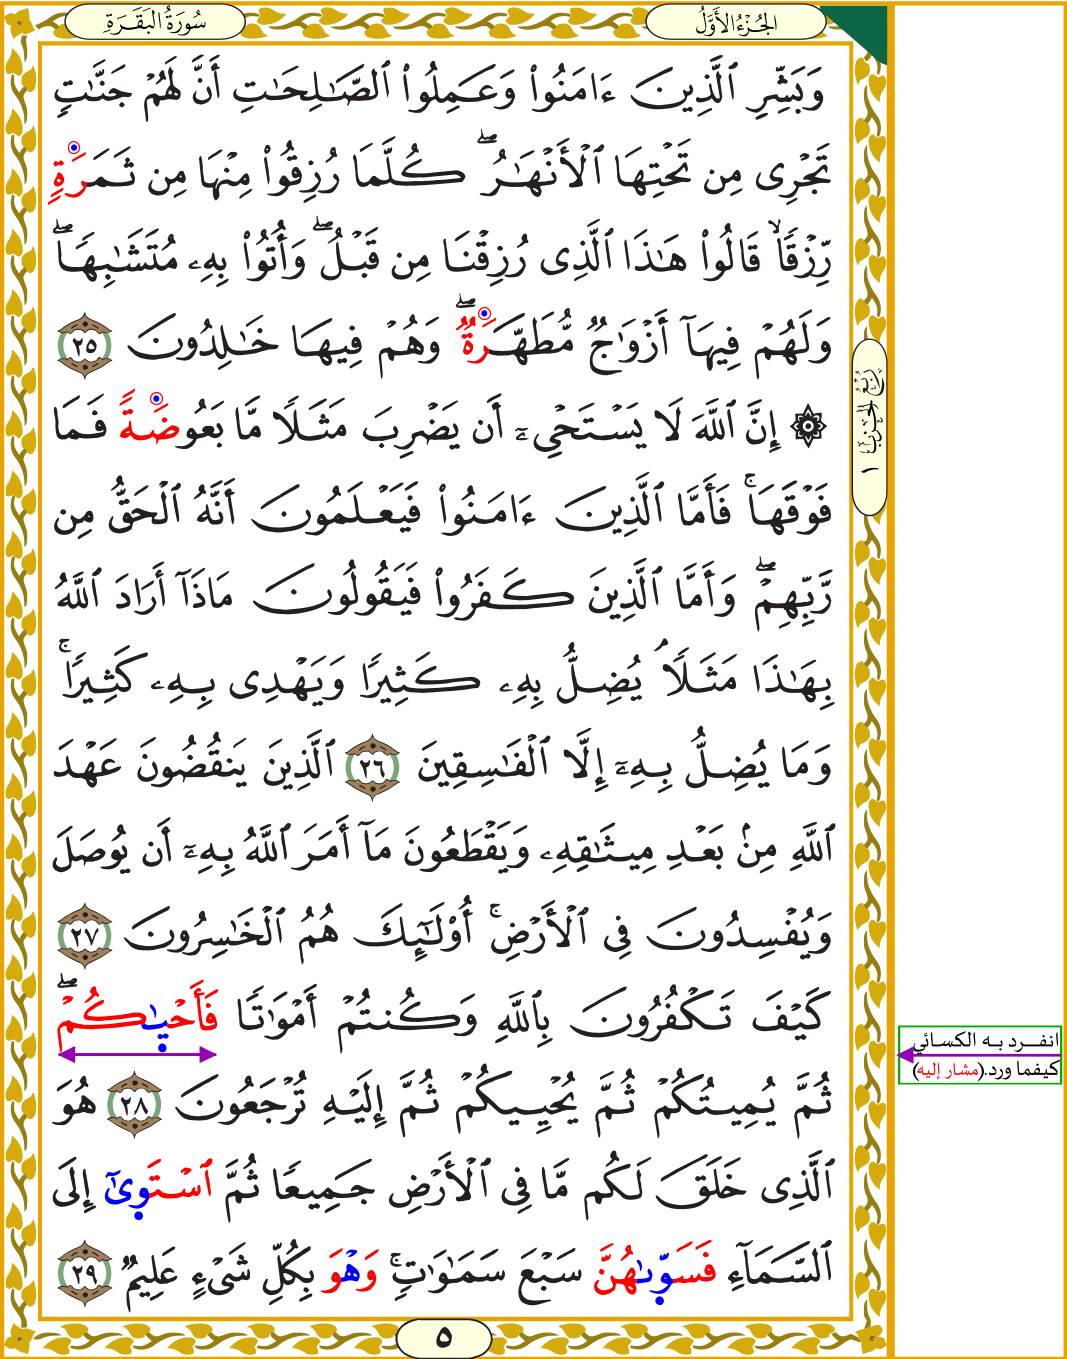 سُورَةُ البَقَرَةِ
الجُزْءُ الأَوَّلُ
وَبَشِّرِ ٱلَّذِينَ ءَامَنُوا۟ وَعَمِلُوا۟ ٱلصَّٰلِحَٰتِ أَنَّ لَهُمْ جَنَّٰتٍ
تَجْرِى مِن تَحْتِهَا ٱلْأَنْهَٰرُ ۖ كُلَّمَا رُزِقُوا۟ مِنْهَا مِن ثَمَرَةٍ
رِّزْقًا ۙ قَالُوا۟ هَٰذَا ٱلَّذِى رُزِقْنَا مِن قَبْلُ ۖ وَأُتُوا۟ بِهِۦ مُتَشَٰبِهًا ۖ
وَلَهُمْ فِيهَآ أَزْوَٰجٌ مُّطَهَّرَةٌ ۖ وَهُمْ فِيهَا خَٰلِدُونَ ٢٥
۞ إِنَّ ٱللَّهَ لَا يَسْتَحْىِۦٓ أَن يَضْرِبَ مَثَلًا مَّا بَعُوضَةً فَمَا
فَوْقَهَا ۚ فَأَمَّا ٱلَّذِينَ ءَامَنُوا۟ فَيَعْلَمُونَ أَنَّهُ ٱلْحَقُّ مِن
رَّبِّهِمْ ۖ وَأَمَّا ٱلَّذِينَ كَفَرُوا۟ فَيَقُولُونَ مَاذَآ أَرَادَ ٱللَّهُ
بِهَٰذَا مَثَلًا ۘ يُضِلُّ بِهِۦ كَثِيرًا وَيَهْدِى بِهِۦ كَثِيرًا ۚ
وَمَا يُضِلُّ بِهِۦٓ إِلَّا ٱلْفَٰسِقِينَ ٢٦ ٱلَّذِينَ يَنقُضُونَ عَهْدَ
ٱللَّهِ مِنۢ بَعْدِ مِيثَٰقِهِۦ وَيَقْطَعُونَ مَآ أَمَرَ ٱللَّهُ بِهِۦٓ أَن يُوصَلَ
وَيُفْسِدُونَ فِى ٱلْأَرْضِ ۚ أُو۟لَٰٓئِكَ هُمُ ٱلْخَٰسِرُونَ ٢٧
كَيْفَ تَكْفُرُونَ بِٱللَّهِ وَكُنتُمْ أَمْوَٰتًا فَأَحْيَٰكُمْ ۖ
ثُمَّ يُمِيتُكُمْ ثُمَّ يُحْيِيكُمْ ثُمَّ إِلَيْهِ تُرْجَعُونَ ٢٨ هُوَ
ٱلَّذِى خَلَقَ لَكُم مَّا فِى ٱلْأَرْضِ جَمِيعًا ثُمَّ ٱسْتَوَىٰٓ إِلَى
ٱلسَّمَآءِ فَسَوَّىٰهُنَّ سَبْعَ سَمَٰوَٰتٍ ۚ وَهْوَ بِكُلِّ شَىْءٍ عَلِيمٌ ٢٩
رُبْعُ الحِزْبِ ١
انفرد به الكسائي
كيفما ورد.(مشار إليه)
٥